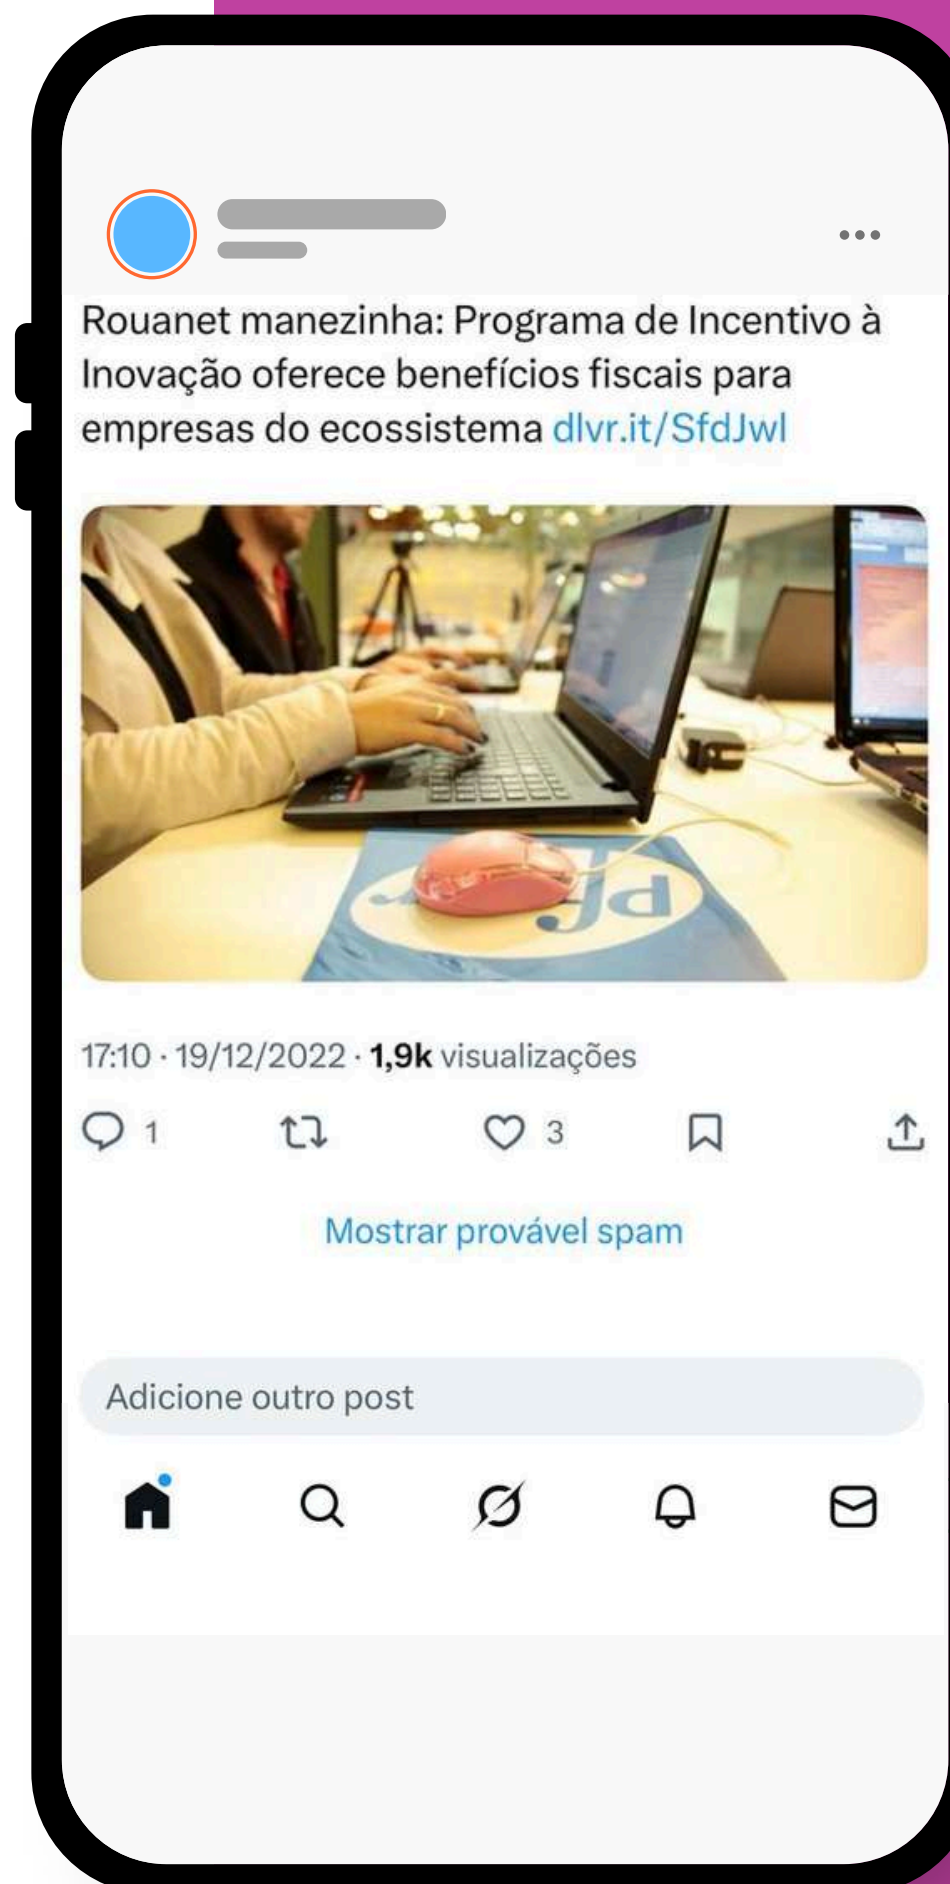 Rouanet manezinha: Programa de Incentivo à
Inovação oferece benefícios fiscais para
empresas do ecossistema dlvr.it/SfdJwl
17:10 · 19/12/2022 · 1,9k visualizações
1
3
Mostrar provável spam
Adicione outro post